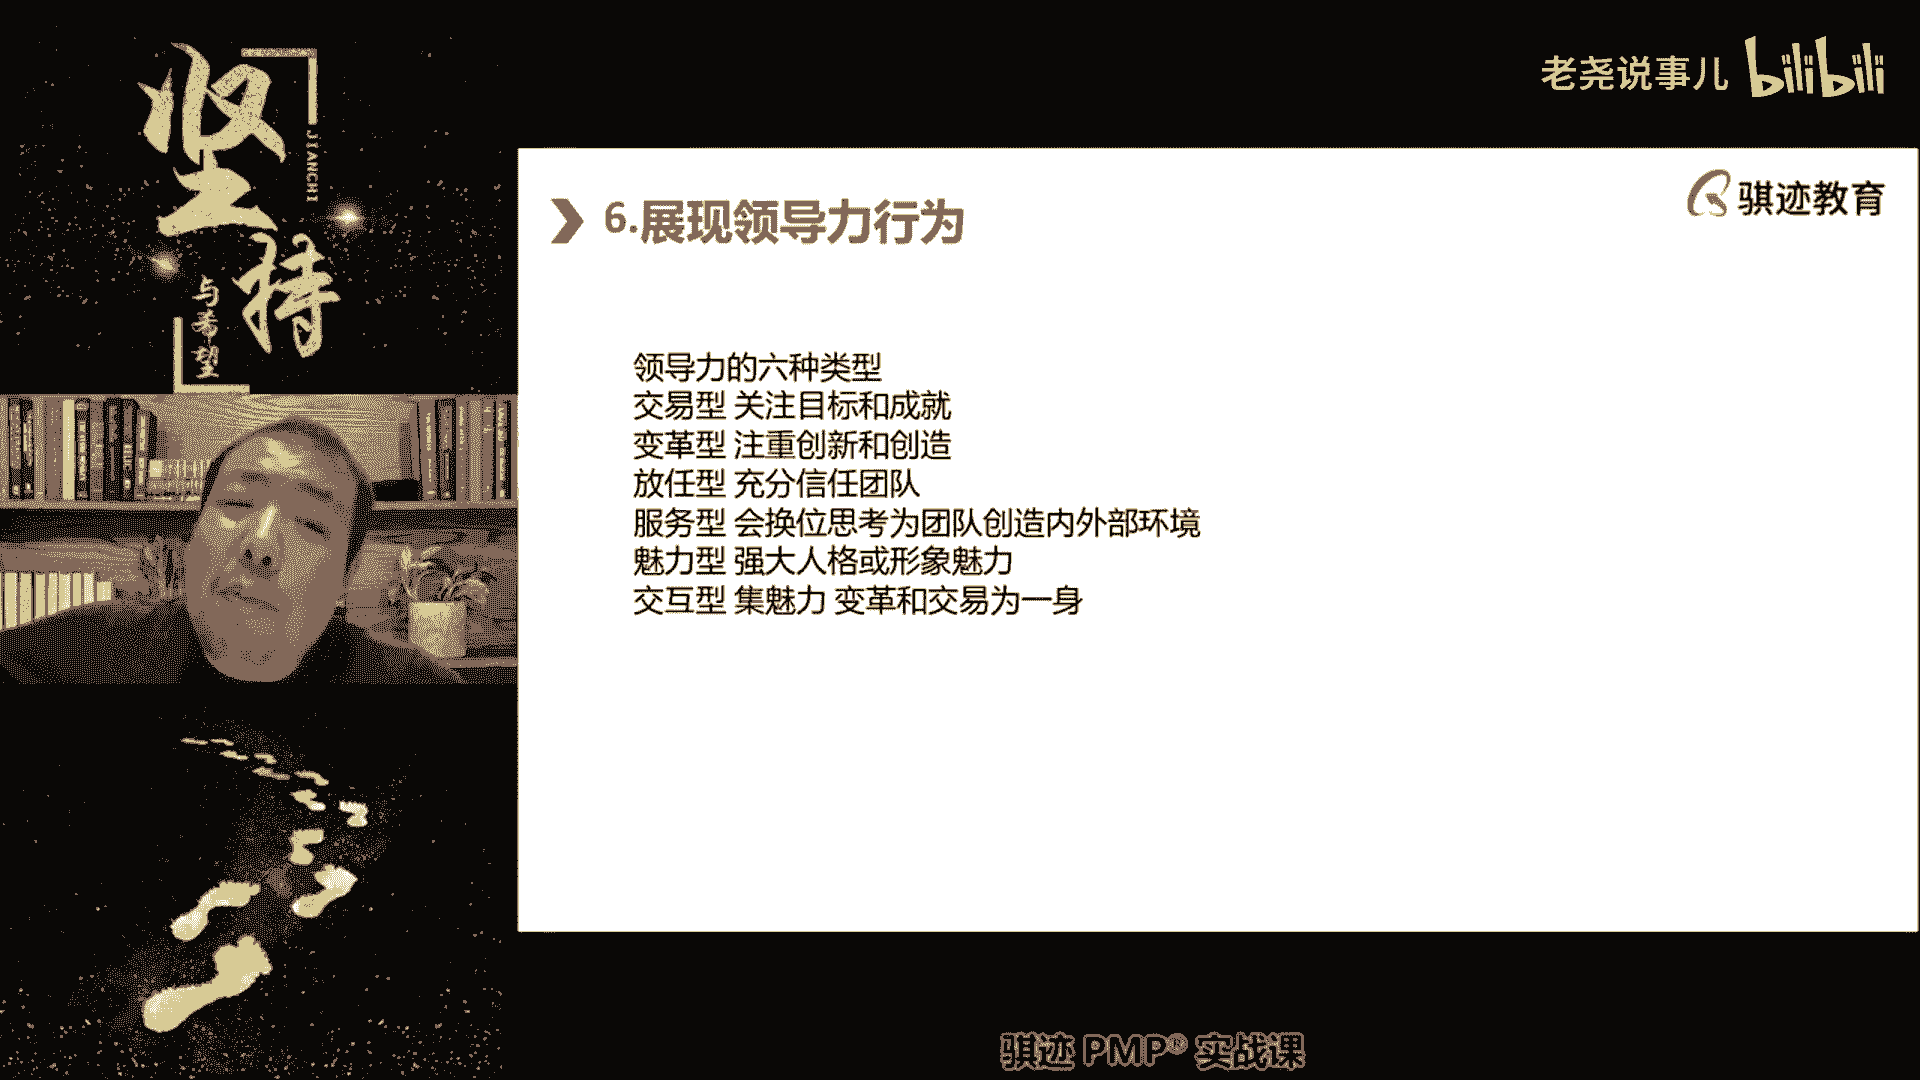 坚持
JIANCHI
与希望
老尧说事儿 bilibili
骐迹教育
6.展现领导力行为
领导力的六种类型
交易型 关注目标和成就
变革型 注重创新和创造
放任型 充分信任团队
服务型 会换位思考为团队创造内外部环境
魅力型 强大人格或形象魅力
交互型 集魅力 变革和交易为一身
骐迹 PMP® 实战课